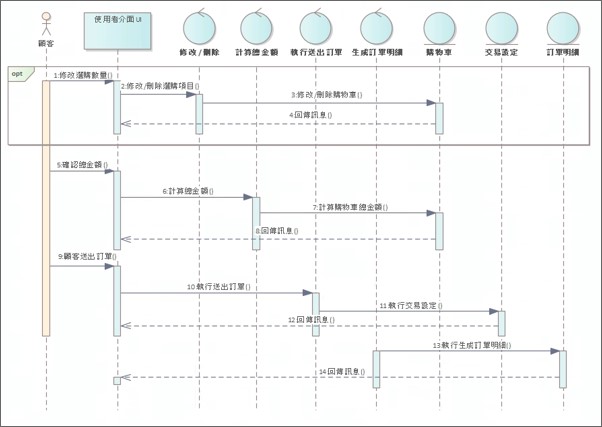 顧客
使用者介面 UI
修改/刪除
計算總金額
執行送出訂單
生成訂單明細
購物車
交易設定
訂單明細
opt
1:修改選購數量()
2:修改/刪除選購項目()
3:修改/刪除購物車()
4:回傳訊息()
5:確認總金額()
6:計算總金額()
7:計算購物車總金額()
8:回傳訊息()
9:顧客送出訂單()
10:執行送出訂單()
11:執行交易設定()
12:回傳訊息()
13:執行生成訂單明細()
14:回傳訊息()